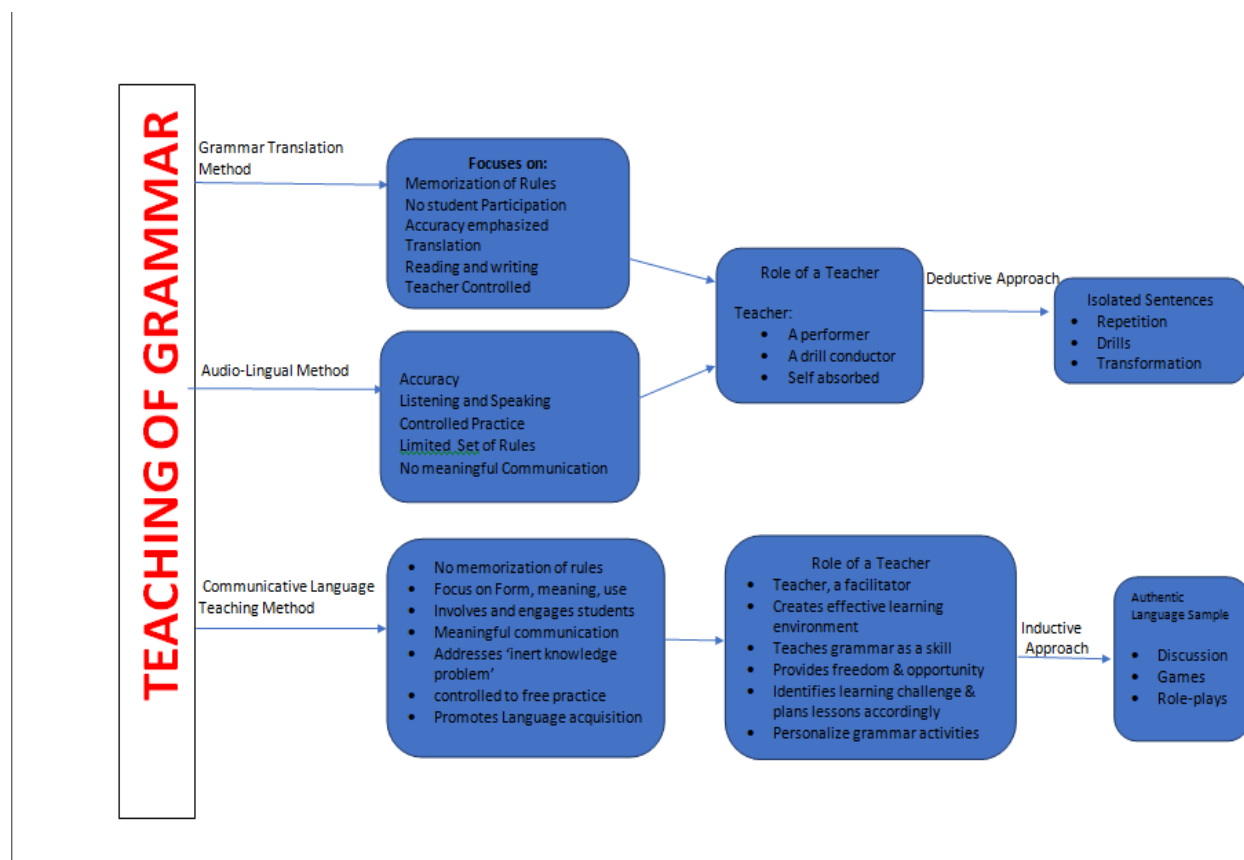 TEACHING OF GRAMMAR
Grammar Translation
Method
Focuses on:
Memorization of Rules
No student Participation
Accuracy emphasized
Translation
Reading and writing
Teacher Controlled
Audio-Lingual Method
Accuracy
Listening and Speaking
Controlled Practice
Limited Set of Rules
No meaningful Communication
Role of a Teacher
Teacher:
• A performer
• A drill conductor
• Self absorbed
Deductive Approach
Isolated Sentences
• Repetition
• Drills
• Transformation
Communicative Language
Teaching Method
• No memorization of rules
• Focus on Form, meaning, use
• Involves and engages students
• Meaningful communication
• Addresses ‘inert knowledge
problem’
• controlled to free practice
• Promotes Language acquisition
Role of a Teacher
• Teacher, a facilitator
• Creates effective learning
environment
• Teaches grammar as a skill
• Provides freedom & opportunity
• Identifies learning challenge &
plans lessons accordingly
• Personalize grammar activities
Inductive
Approach
Authentic
Language Sample
• Discussion
• Games
• Role-plays